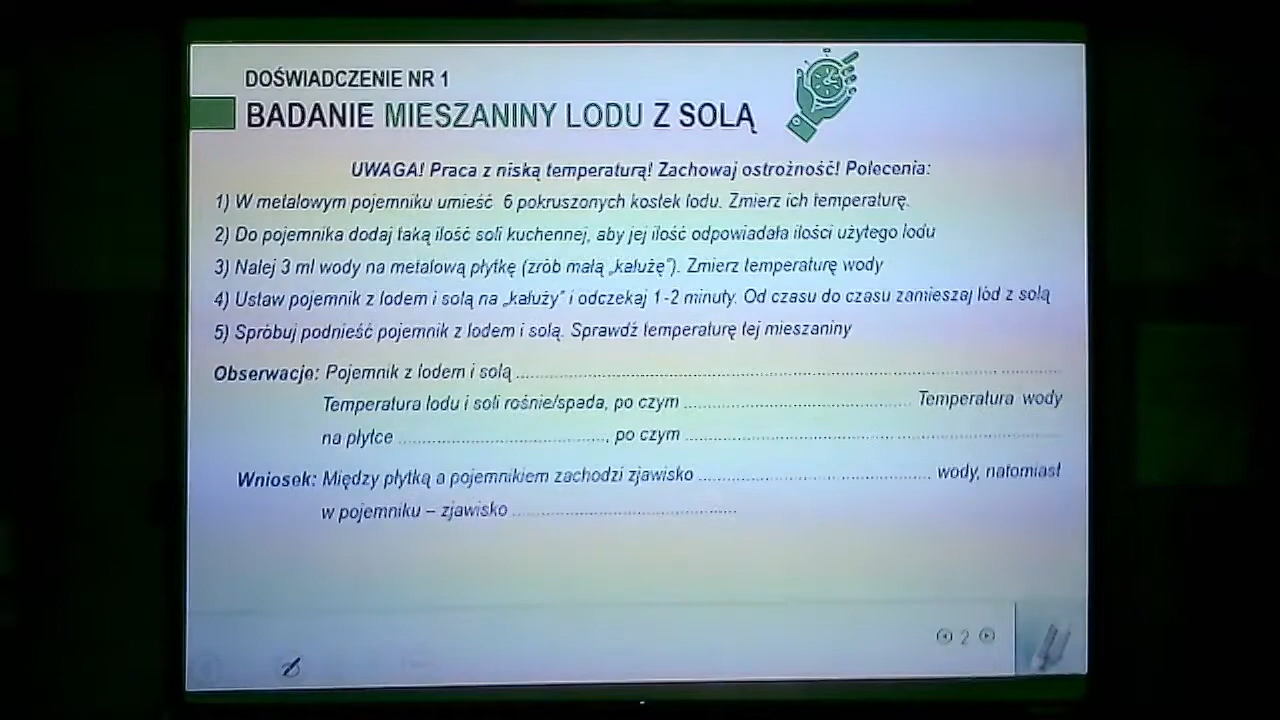 DOŚWIADCZENIE NR 1
BADANIE MIESZANINY LODU Z SOLĄ
UWAGA! Praca z niską temperaturą! Zachowaj ostrożność! Polecenia:
1) W metalowym pojemniku umieść 6 pokruszonych kostek lodu. Zmierz ich temperaturę.
2) Do pojemnika dodaj taką ilość soli kuchennej, aby jej ilość odpowiadała ilości użytego lodu
3) Nalej 3 ml wody na metalową płytkę (zrób małą „kałużę"). Zmierz temperaturę wody
4) Ustaw pojemnik z lodem i solą na „kałuży" i odczekaj 1-2 minuty. Od czasu do czasu zamieszaj lód z solą
5) Spróbuj podnieść pojemnik z lodem i solą. Sprawdź temperaturę tej mieszaniny
Obserwacje: Pojemnik z lodem i solą ........................................................................................................
Temperatura lodu i soli rośnie/spada, po czym ............................................. Temperatura wody
na płytce .........................................., po czym ...........................................................................
Wniosek: Między płytką a pojemnikiem zachodzi zjawisko ............................................. wody, natomiast
w pojemniku – zjawisko .............................................
2